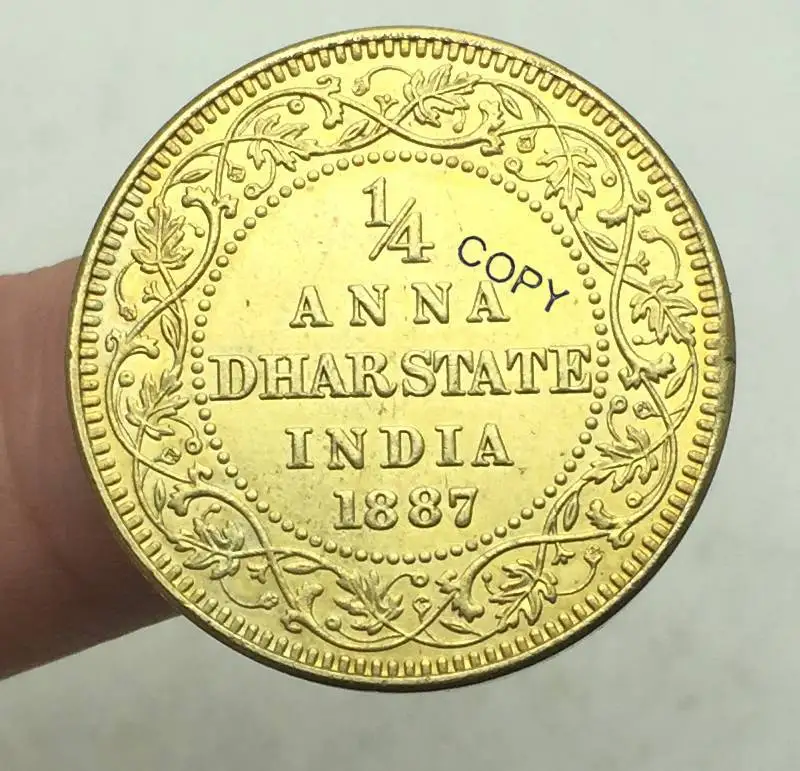 1/4
COPY
ANNA
DHAR STATE
INDIA
1887